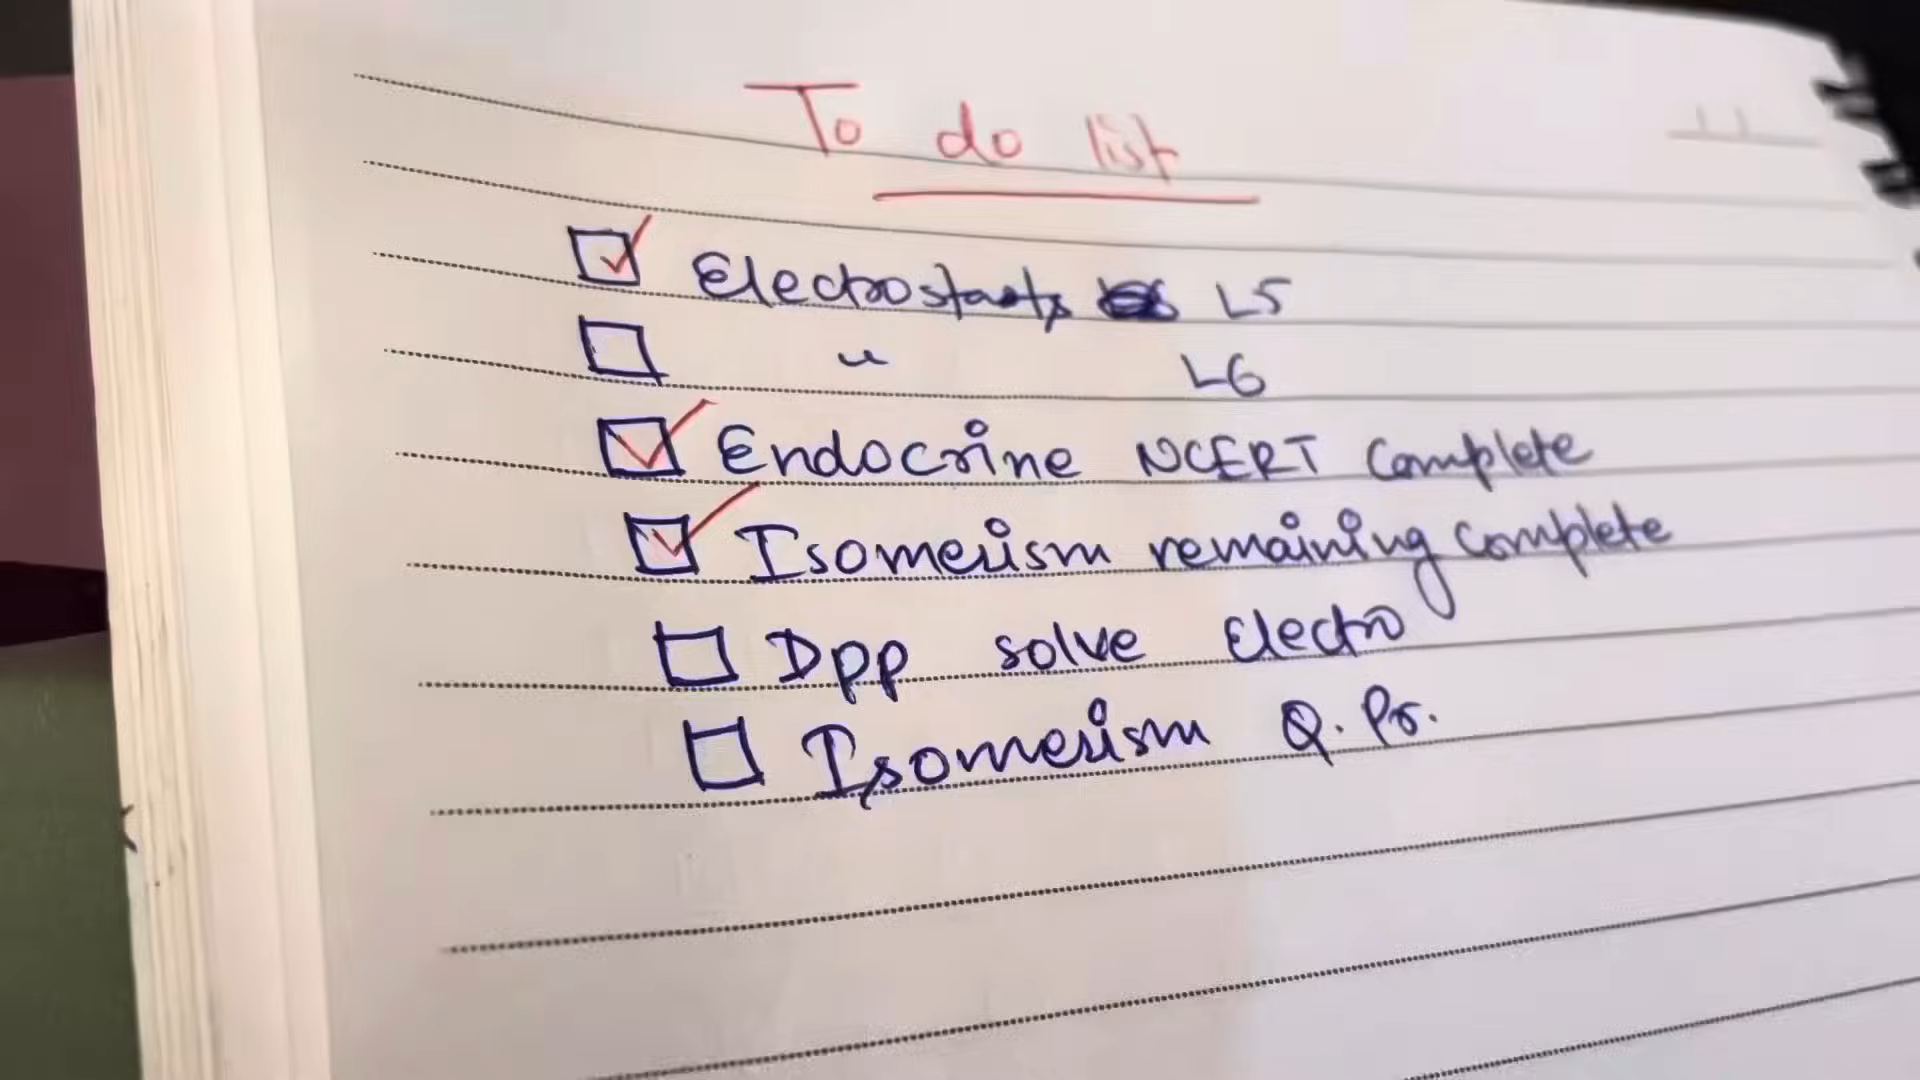 To do list
Electrostats L5
" L6
Endocrine NCERT Complete
Isomerism remaining complete
Dpp solve Electro
Isomerism Q. Pr.